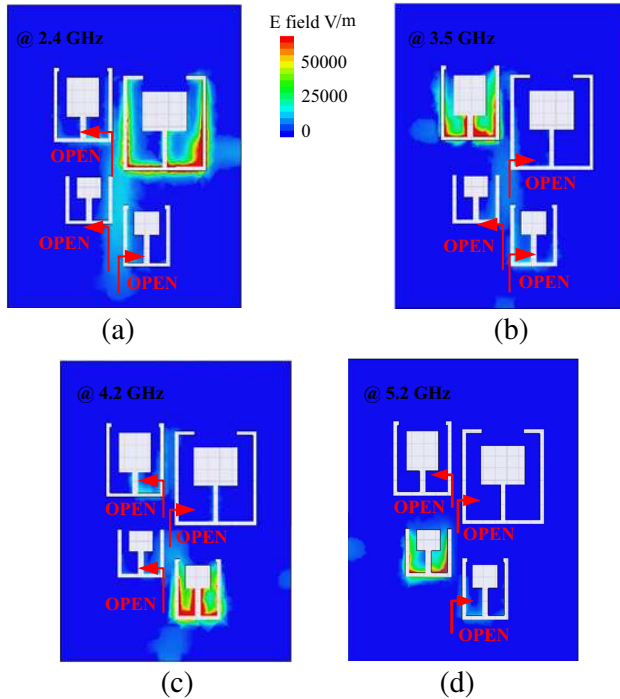 @ 2.4 GHz
OPEN
OPEN
OPEN
E field V/m
50000
25000
0
@ 3.5 GHz
OPEN
OPEN
OPEN
(a)
(b)
@ 4.2 GHz
OPEN
OPEN
OPEN
@ 5.2 GHz
OPEN
OPEN
OPEN
(c)
(d)